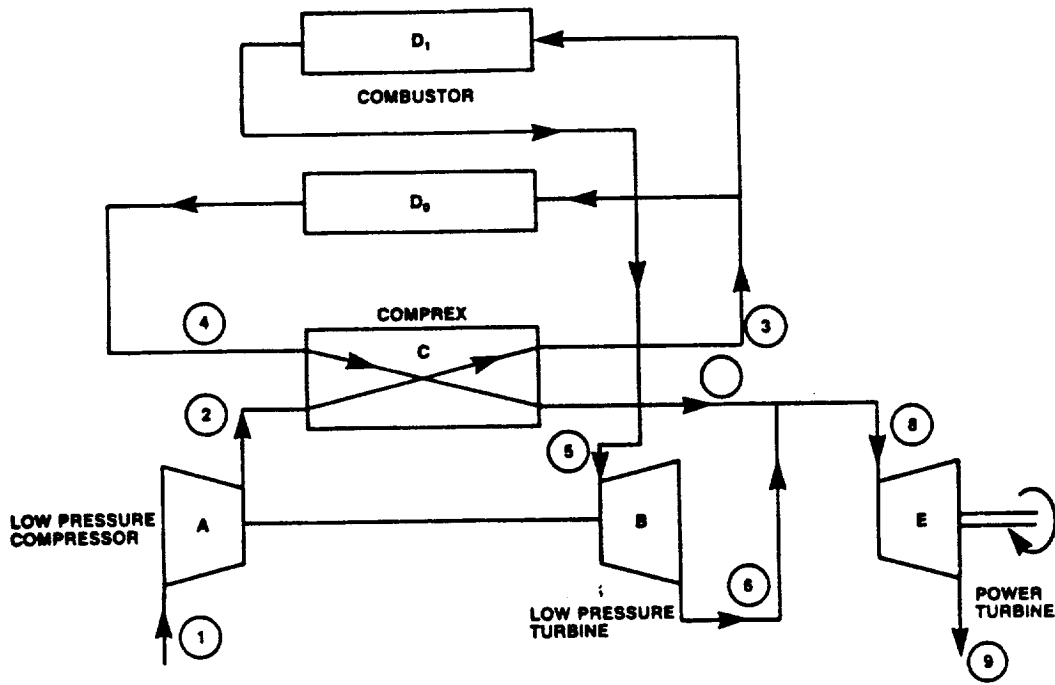 D₁
COMBUSTOR
D₉
COMPREX
4
C
3
2
8
5
LOW PRESSURE
COMPRESSOR
A
B
E
6
LOW PRESSURE
TURBINE
POWER
TURBINE
1
9